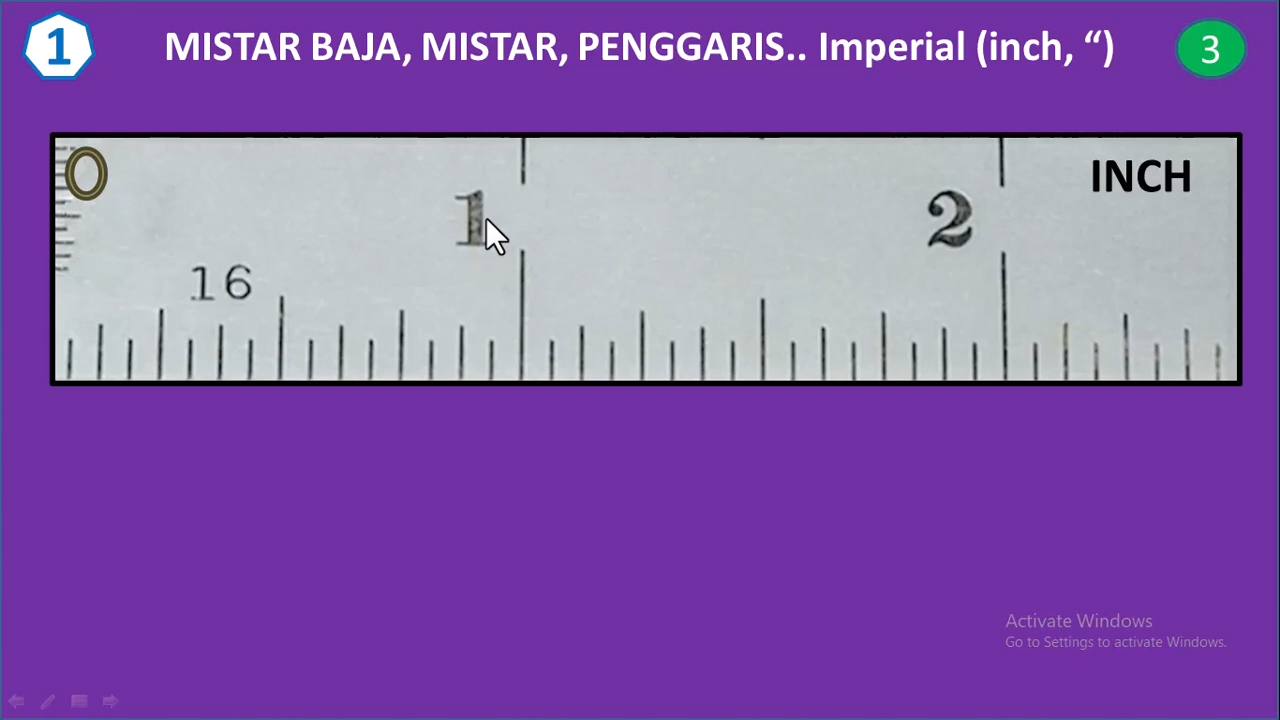 1
MISTAR BAJA, MISTAR, PENGGARIS.. Imperial (inch, “)
3
0
INCH
1
2
16
Activate Windows
Go to Settings to activate Windows.